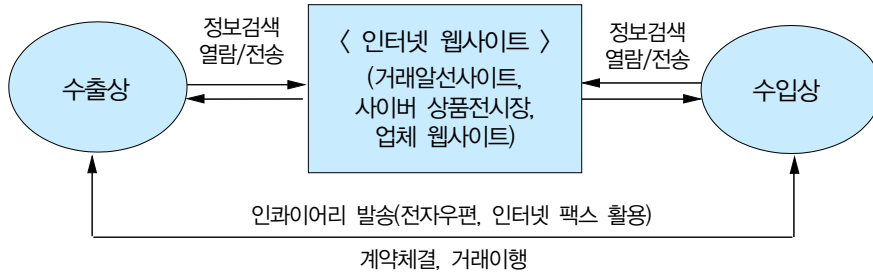 정보검색
열람/전송
〈 인터넷 웹사이트 〉
(거래알선사이트,
사이버 상품전시장,
업체 웹사이트)
정보검색
열람/전송
수출상
수입상
인콰이어리 발송(전자우편, 인터넷 팩스 활용)
계약체결, 거래이행